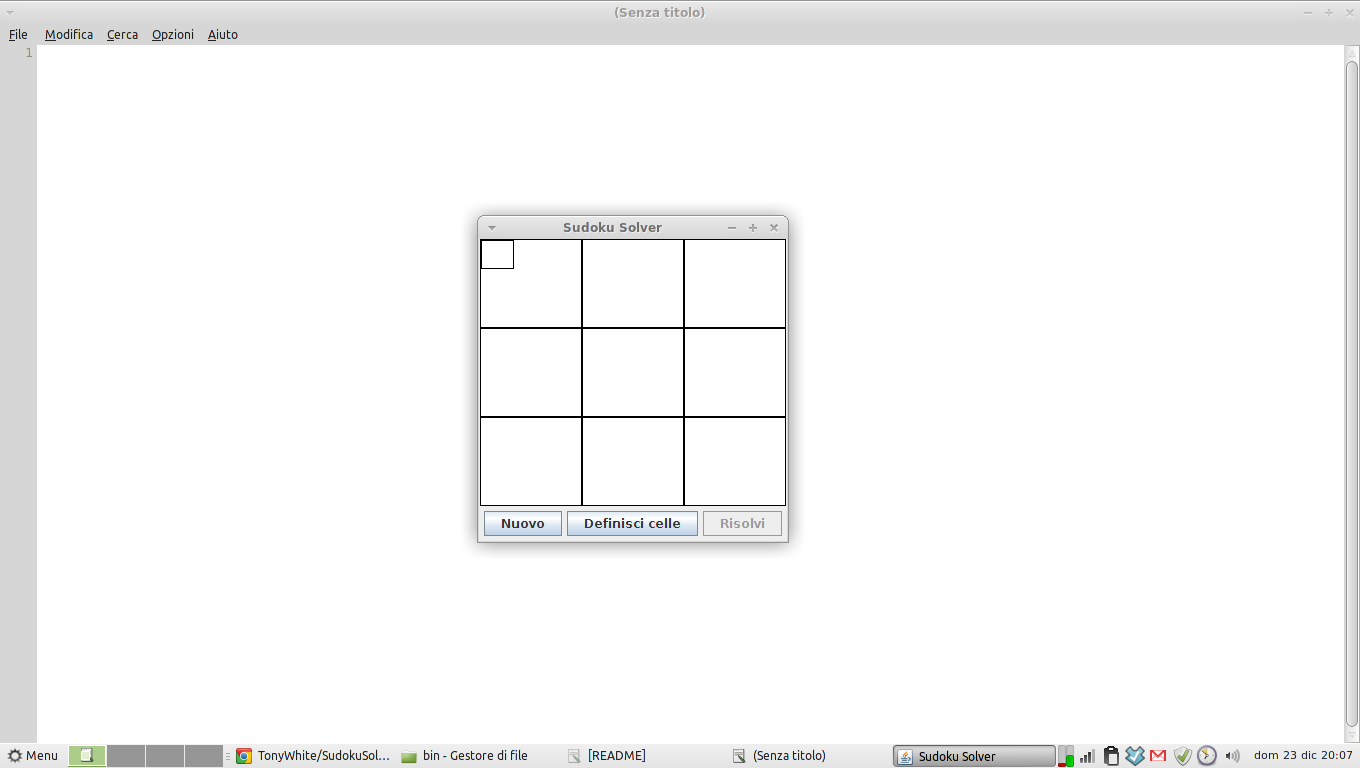 (Senza titolo)
File Modifica Cerca Opzioni Aiuto
1
Sudoku Solver
Nuovo Definisci celle Risolvi
Menu TonyWhite/SudokuSol... bin - Gestore di file [README] (Senza titolo) Sudoku Solver dom 23 dic 20:07